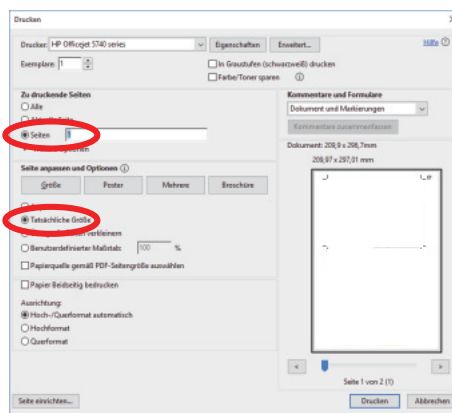 Drucken
Drucker: HP Officejet 5740 series Eigenschaften Erweitert... Hilfe
Exemplare: 1 In Graustufen (schwarzweiß) drucken
Farbe/Toner sparen
Zu druckende Seiten
Alle
Seiten 1
Seite anpassen und Optionen
Größe Poster Mehrere Broschüre
Tatsächliche Größe
verkleinern
Benutzerdefinierter Maßstab: 100 %
Papierquelle gemäß PDF-Seitengröße auswählen
Papier Beidseitig bedrucken
Ausrichtung:
Hoch-/Querformat automatisch
Hochformat
Querformat
Kommentare und Formulare
Dokument und Markierungen
Kommentare zusammenfassen
Dokument: 209,9 x 296,7mm
209,97 x 297,01 mm
< >
Seite 1 von 2 (1)
Seite einrichten... Drucken Abbrechen